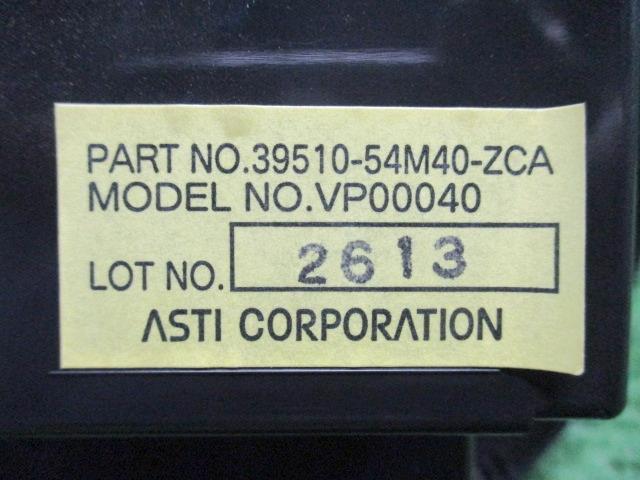 PART NO.39510-54M40-ZCA
MODEL NO.VP00040
LOT NO. 2613
ASTI CORPORATION